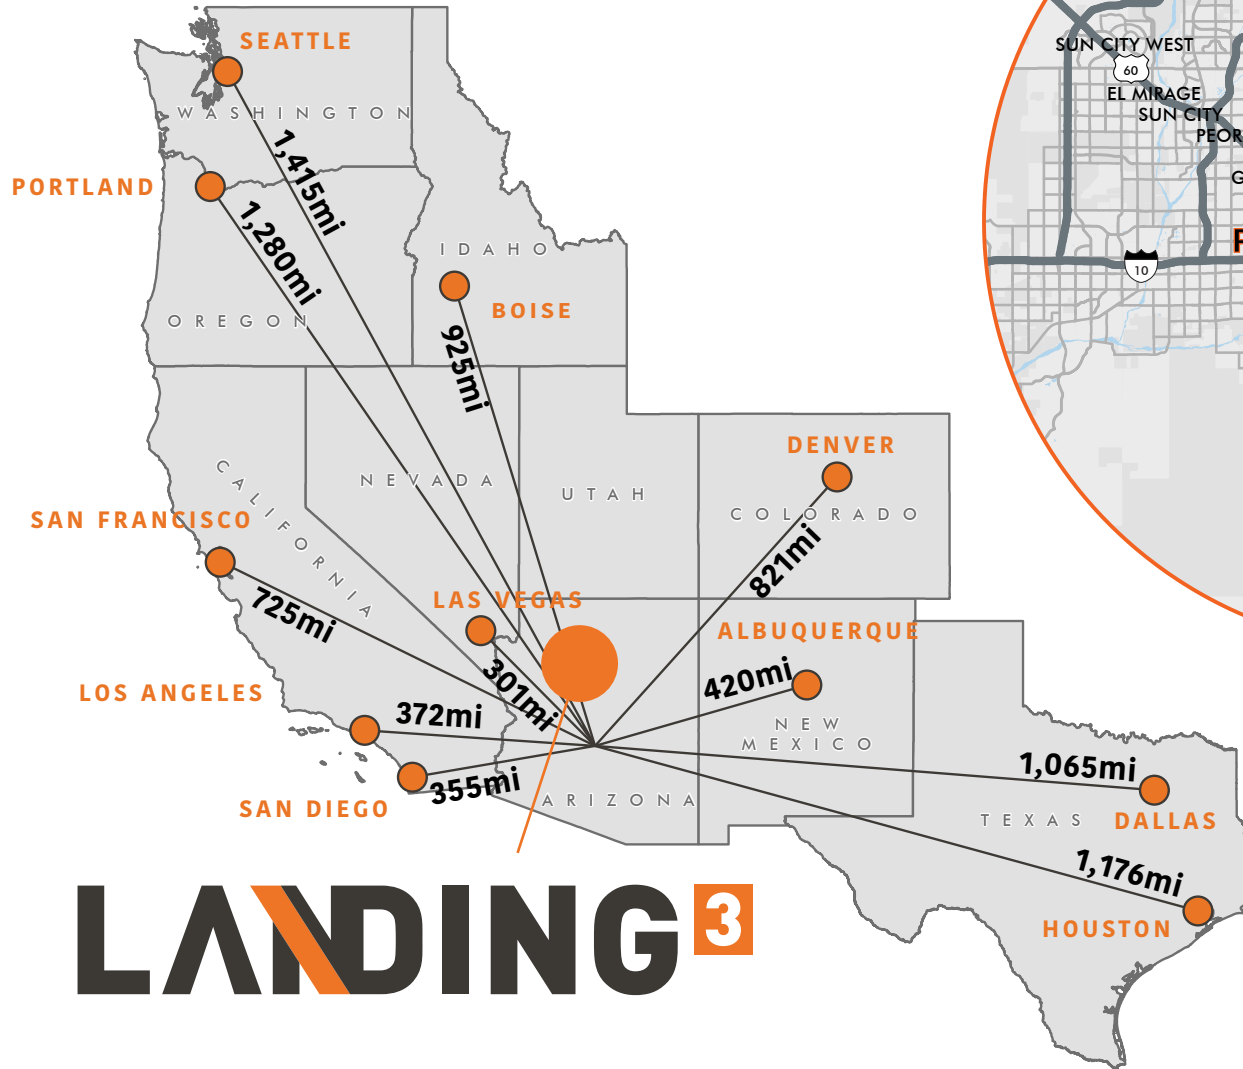 SEATTLE
WASHINGTON
1,415mi
PORTLAND
1,280mi
IDAHO
BOISE
OREGON
925mi
DENVER
CALIFORNIA
NEVADA
UTAH
COLORADO
SAN FRANCISCO
821mi
725mi
LAS VEGAS
ALBUQUERQUE
301mi
420mi
LOS ANGELES
372mi
NEW
MEXICO
1,065mi
355mi
SAN DIEGO
ARIZONA
TEXAS
DALLAS
1,176mi
HOUSTON
LANDING 3
SUN CITY WEST
60
EL MIRAGE
SUN CITY
PEOR
G
10